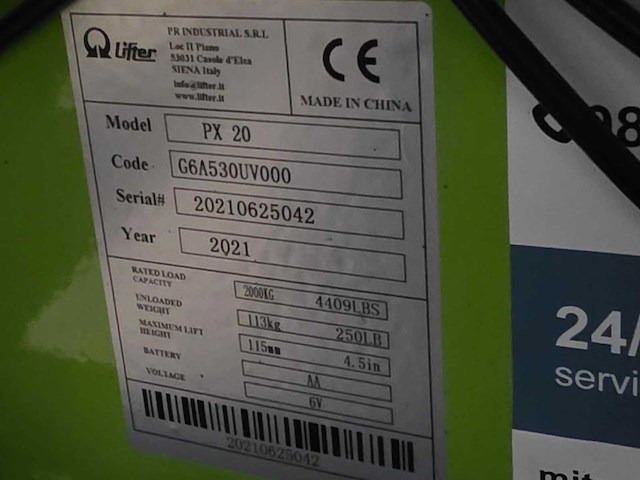 Lifter
PR INDUSTRIAL S.R.L
Loc Il Piano
53031 Casole d'Elsa
SIENA Italy
info@lifter.it
www.lifter.it
CE
MADE IN CHINA
Model PX 20
Code G6A530UV000
Serial# 20210625042
Year 2021
RATED LOAD CAPACITY 2000KG 4409LBS
UNLOADED WEIGHT 113kg 250LB
MAXIMUM LIFT HEIGHT 115mm 4.5in
BATTERY AA
VOLTAGE 6V
20210625042
24/
servi